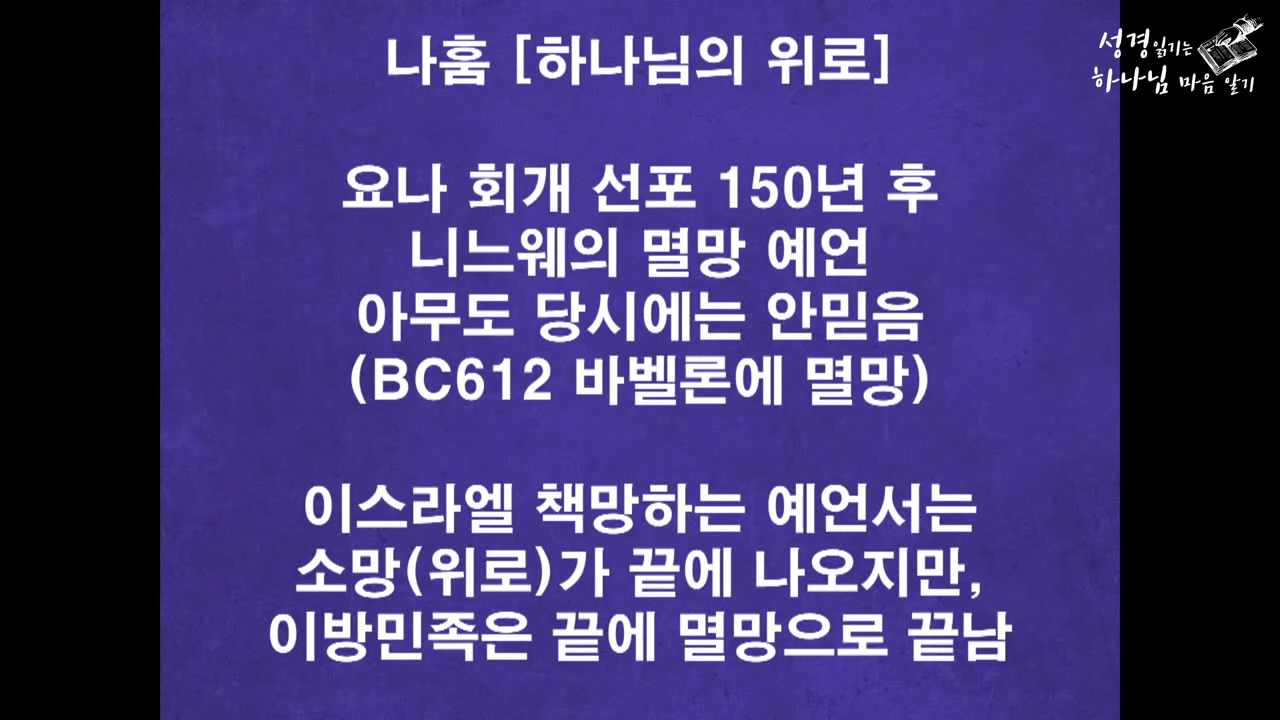 나훔 [하나님의 위로]
성경읽기는
하나님 마음 알기
요나 회개 선포 150년 후
니느웨의 멸망 예언
아무도 당시에는 안믿음
(BC612 바벨론에 멸망)
이스라엘 책망하는 예언서는
소망(위로)가 끝에 나오지만,
이방민족은 끝에 멸망으로 끝남